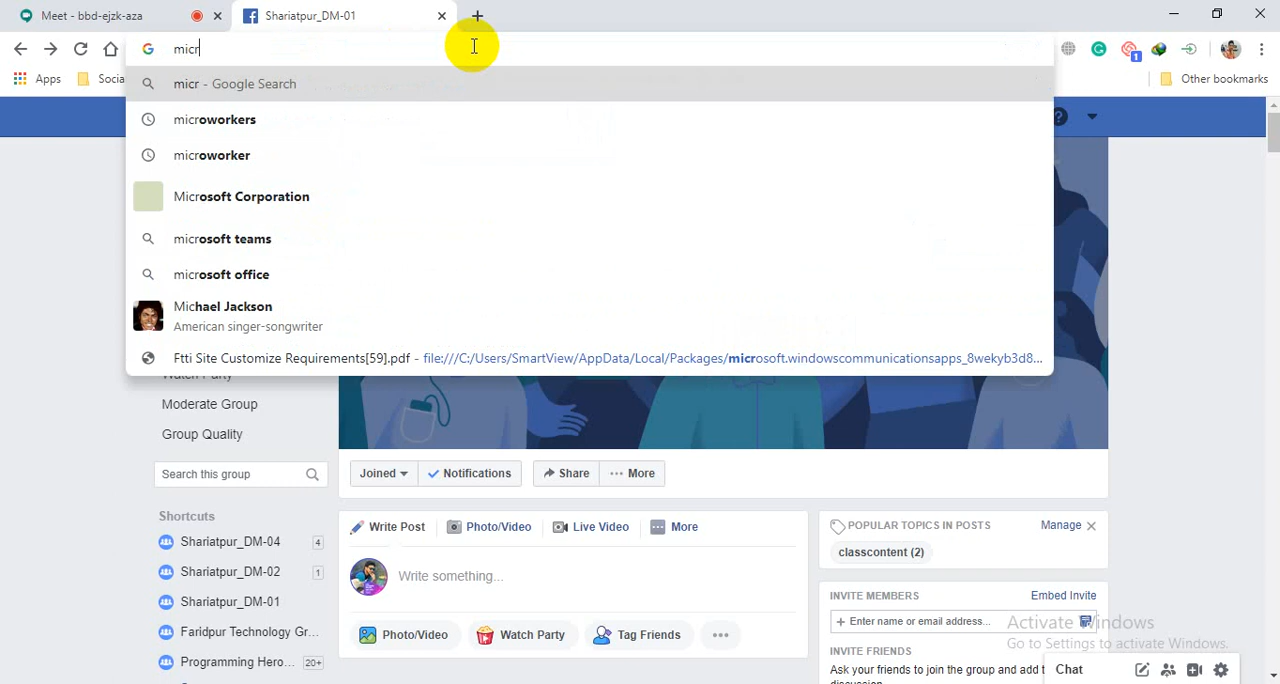 Meet - bbd-ejzk-aza
Shariatpur_DM-01
micr
1
Apps
Socia
Other bookmarks
micr - Google Search
microworkers
microworker
Microsoft Corporation
microsoft teams
microsoft office
Michael Jackson
American singer-songwriter
Ftti Site Customize Requirements[59].pdf - file:///C:/Users/SmartView/AppData/Local/Packages/microsoft.windowscommunicationsapps_8wekyb3d8...
Watch Party
Moderate Group
Group Quality
Search this group
Joined
Notifications
Share
More
Shortcuts
Shariatpur_DM-04 4
Shariatpur_DM-02 1
Shariatpur_DM-01
Faridpur Technology Gr...
Programming Hero... 20+
Write Post
Photo/Video
Live Video
More
Write something...
Photo/Video
Watch Party
Tag Friends
POPULAR TOPICS IN POSTS
Manage
classcontent (2)
INVITE MEMBERS
Embed Invite
+ Enter name or email address...
INVITE FRIENDS
Ask your friends to join the group and add t
Activate Windows
Go to Settings to activate Windows.
Chat